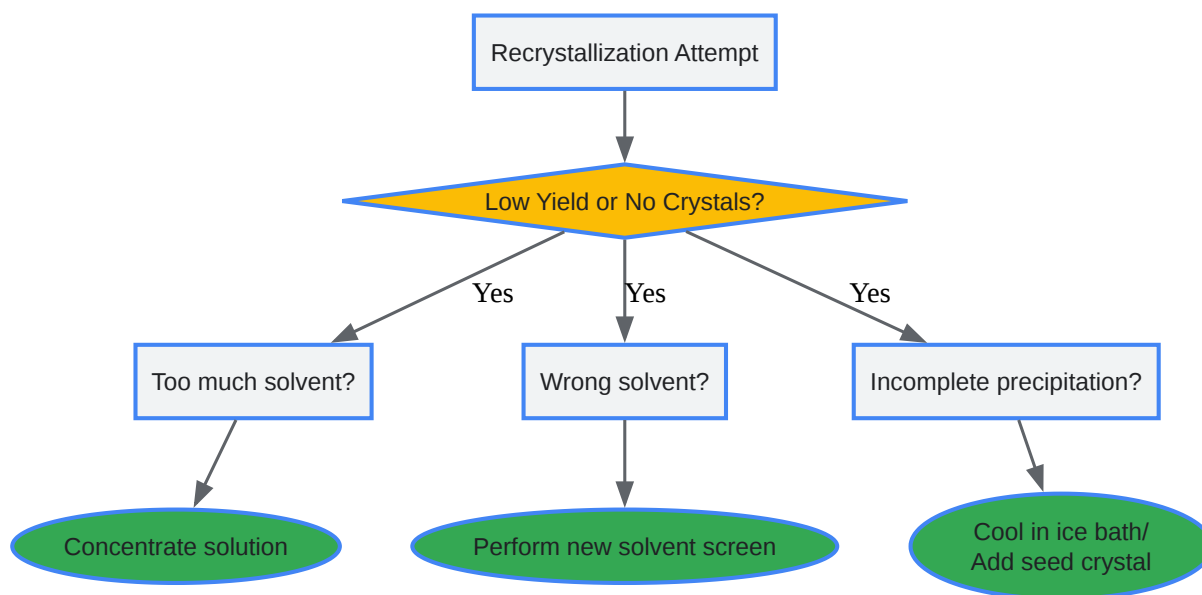 Recrystallization Attempt
Low Yield or No Crystals?
Yes
Yes
Yes
Too much solvent?
Wrong solvent?
Incomplete precipitation?
Concentrate solution
Perform new solvent screen
Cool in ice bath/
Add seed crystal